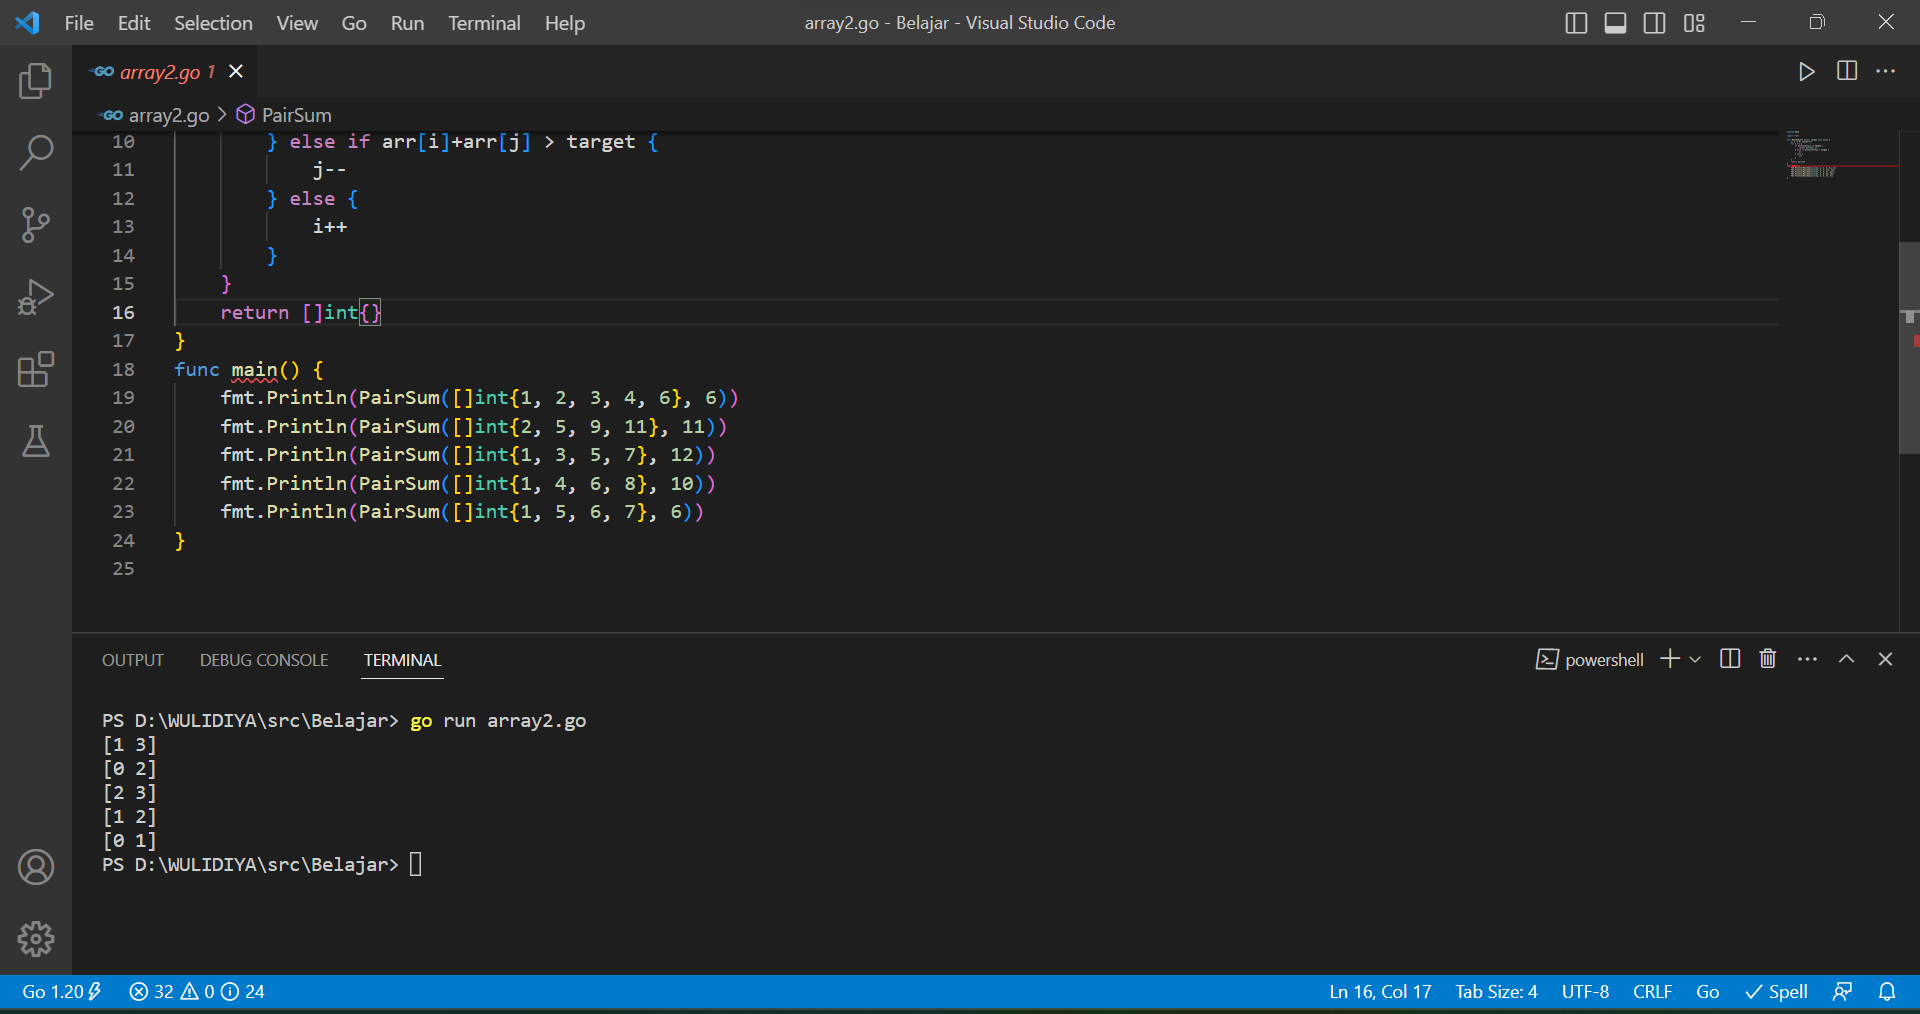 File Edit Selection View Go Run Terminal Help array2.go - Belajar - Visual Studio Code
GO array2.go 1
GO array2.go > PairSum
10 } else if arr[i]+arr[j] > target {
11 j--
12 } else {
13 i++
14 }
15 }
16 return []int{}
17 }
18 func main() {
19 fmt.Println(PairSum([]int{1, 2, 3, 4, 6}, 6))
20 fmt.Println(PairSum([]int{2, 5, 9, 11}, 11))
21 fmt.Println(PairSum([]int{1, 3, 5, 7}, 12))
22 fmt.Println(PairSum([]int{1, 4, 6, 8}, 10))
23 fmt.Println(PairSum([]int{1, 5, 6, 7}, 6))
24 }
25
OUTPUT DEBUG CONSOLE TERMINAL powershell
PS D:\WULIDIYA\src\Belajar> go run array2.go
[1 3]
[0 2]
[2 3]
[1 2]
[0 1]
PS D:\WULIDIYA\src\Belajar>
Go 1.20 32 0 24 Ln 16, Col 17 Tab Size: 4 UTF-8 CRLF Go Spell